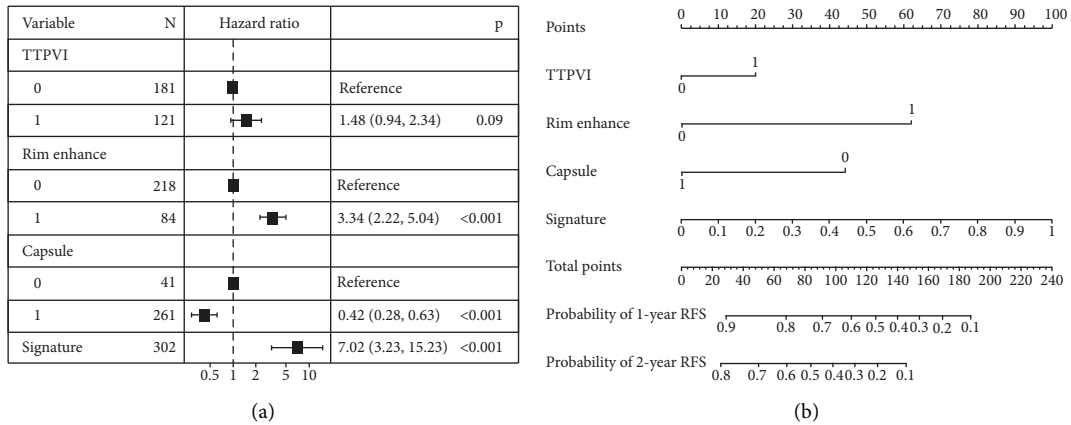 Variable N Hazard ratio p
TTPVI
0 181 Reference
1 121 1.48 (0.94, 2.34) 0.09
Rim enhance
0 218 Reference
1 84 3.34 (2.22, 5.04) <0.001
Capsule
0 41 Reference
1 261 0.42 (0.28, 0.63) <0.001
Signature 302 7.02 (3.23, 15.23) <0.001
0.5 1 2 5 10
(a)
Points 0 10 20 30 40 50 60 70 80 90 100
TTPVI 0 1
Rim enhance 0 1
Capsule 1 0
Signature 0 0.1 0.2 0.3 0.4 0.5 0.6 0.7 0.8 0.9 1
Total points 0 20 40 60 80 100 120 140 160 180 200 220 240
Probability of 1-year RFS 0.9 0.8 0.7 0.6 0.5 0.4 0.3 0.2 0.1
Probability of 2-year RFS 0.8 0.7 0.6 0.5 0.4 0.3 0.2 0.1
(b)